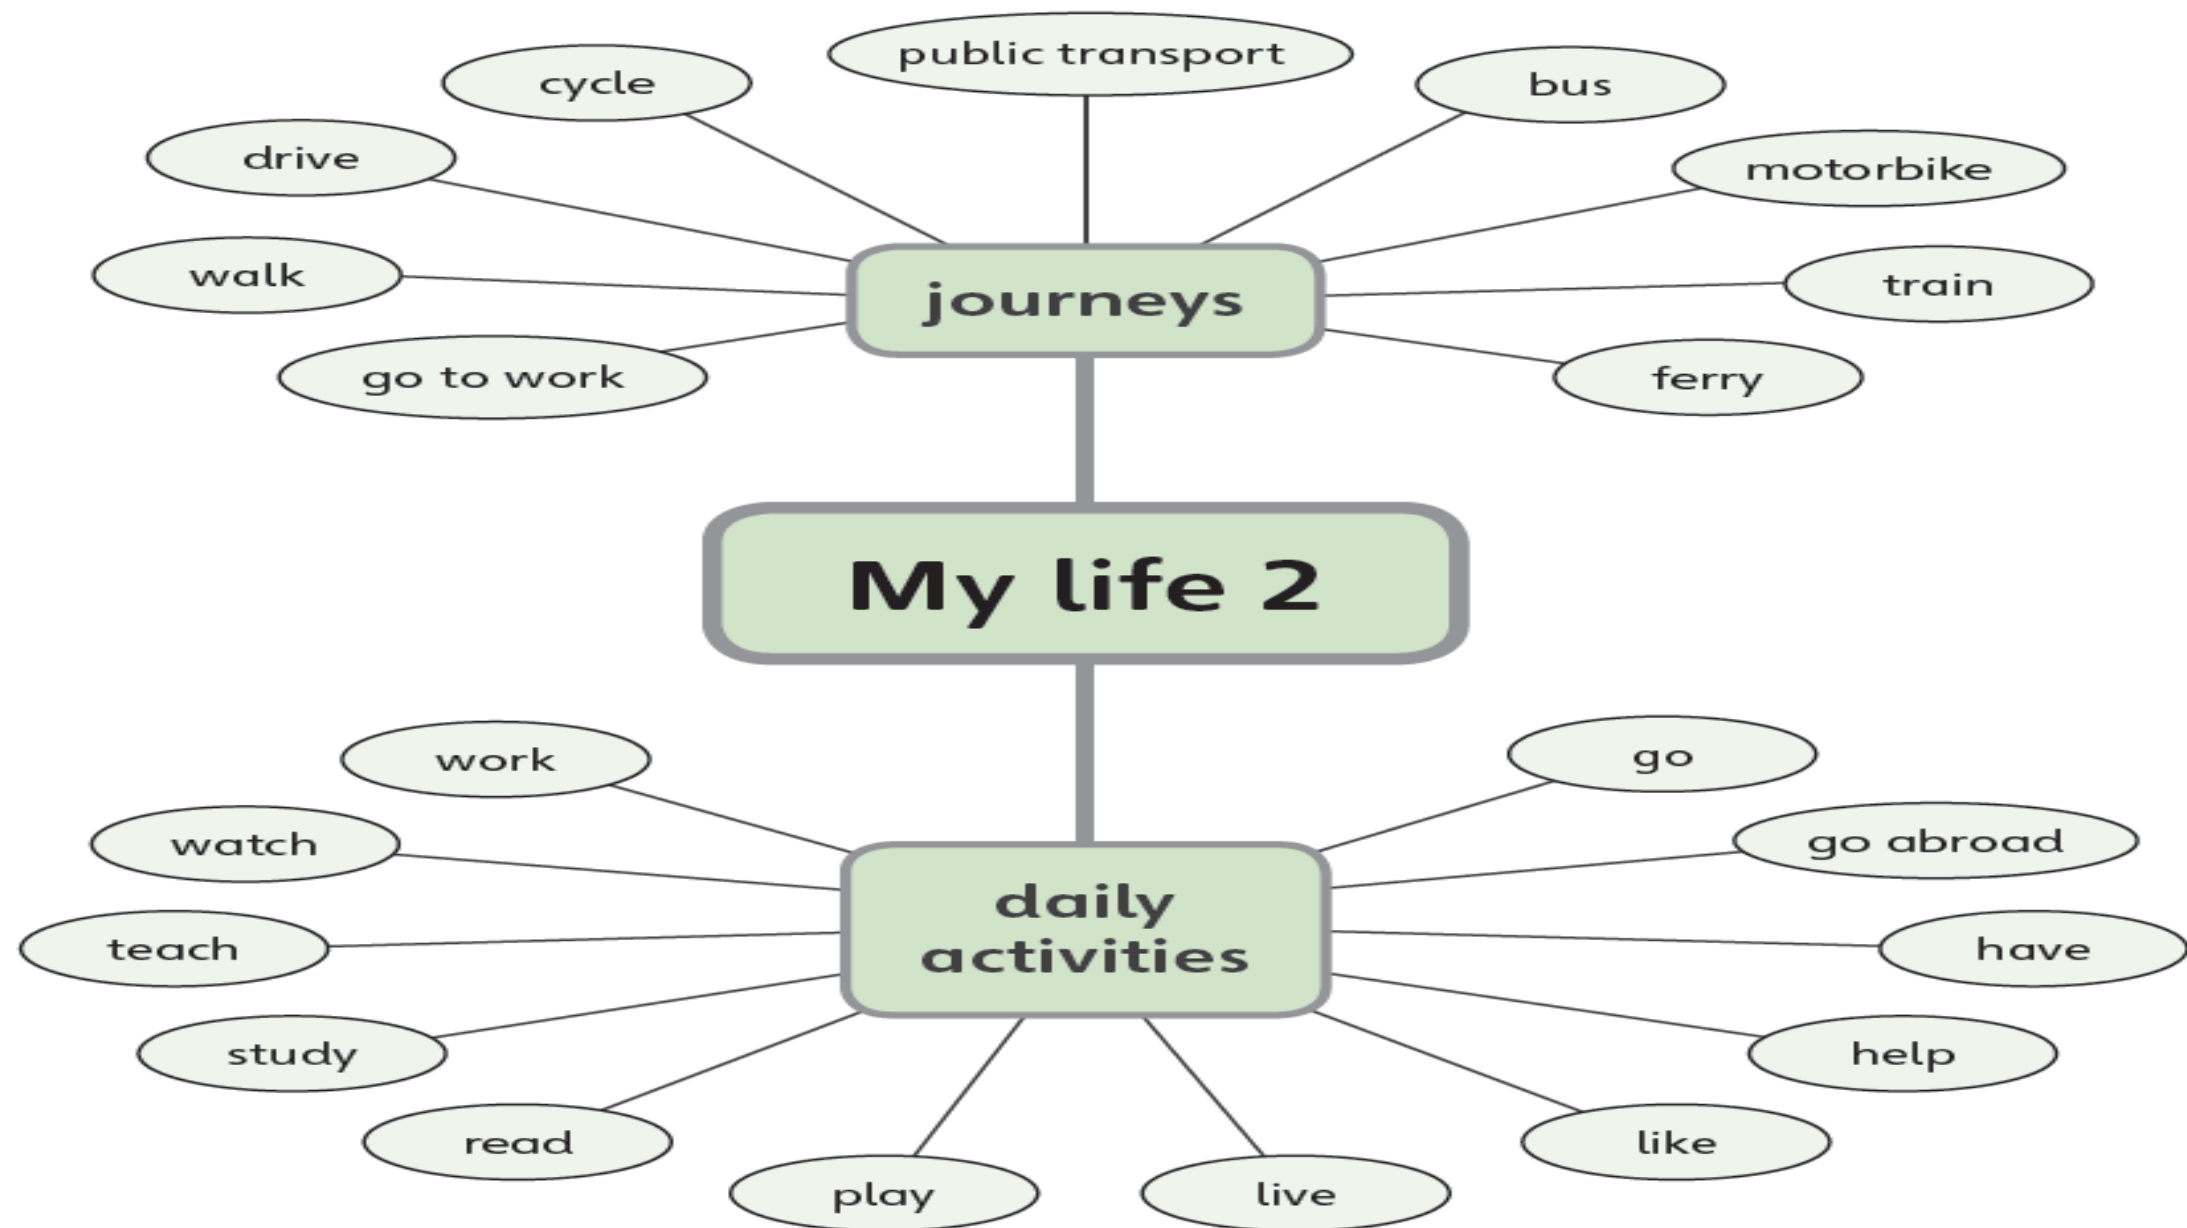 public transport
cycle
bus
drive
motorbike
walk
train
journeys
go to work
ferry
My life 2
work
go
watch
go abroad
daily
activities
teach
have
study
help
read
like
play
live